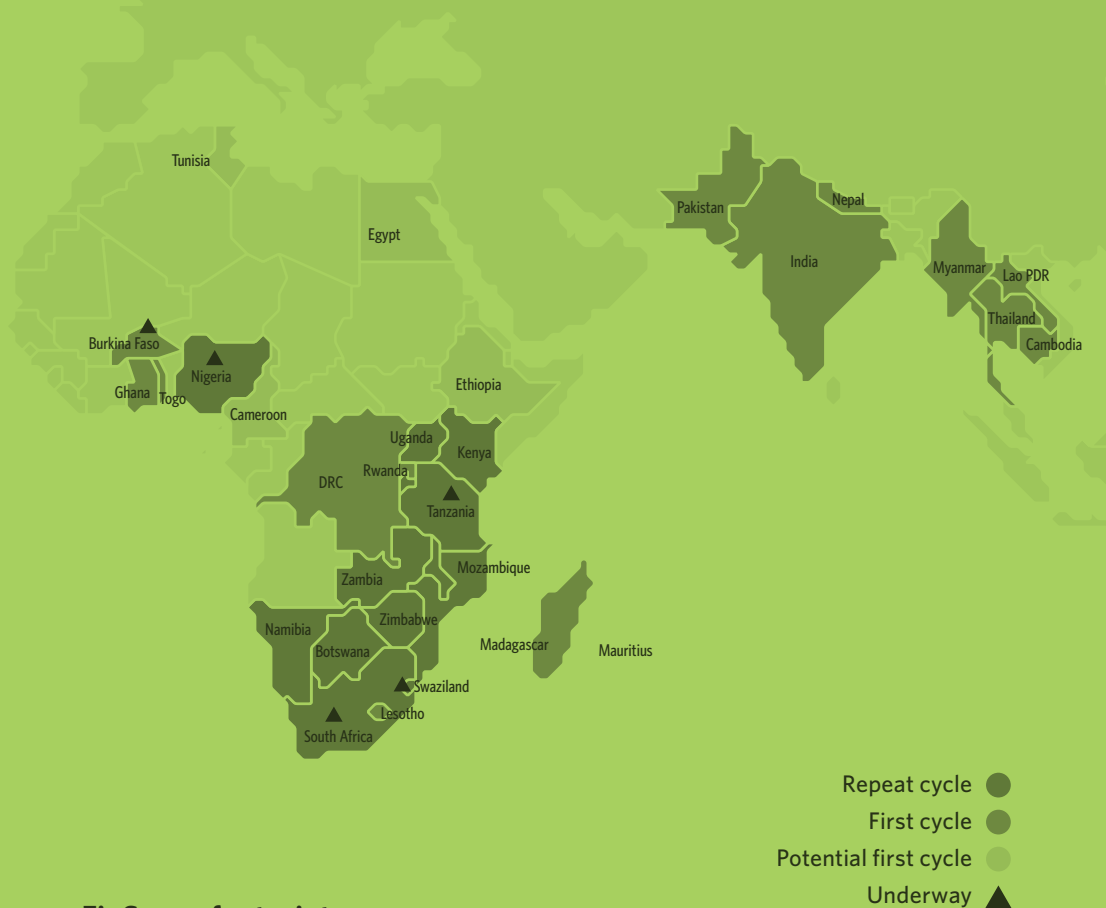 Tunisia
Egypt
Pakistan
Nepal
India
Myanmar
Lao PDR
Thailand
Cambodia
Burkina Faso
Nigeria
Ghana
Togo
Cameroon
Ethiopia
Uganda
Kenya
Rwanda
DRC
Tanzania
Mozambique
Zambia
Namibia
Zimbabwe
Botswana
Madagascar
Mauritius
Swaziland
Lesotho
South Africa
Repeat cycle
First cycle
Potential first cycle
Underway